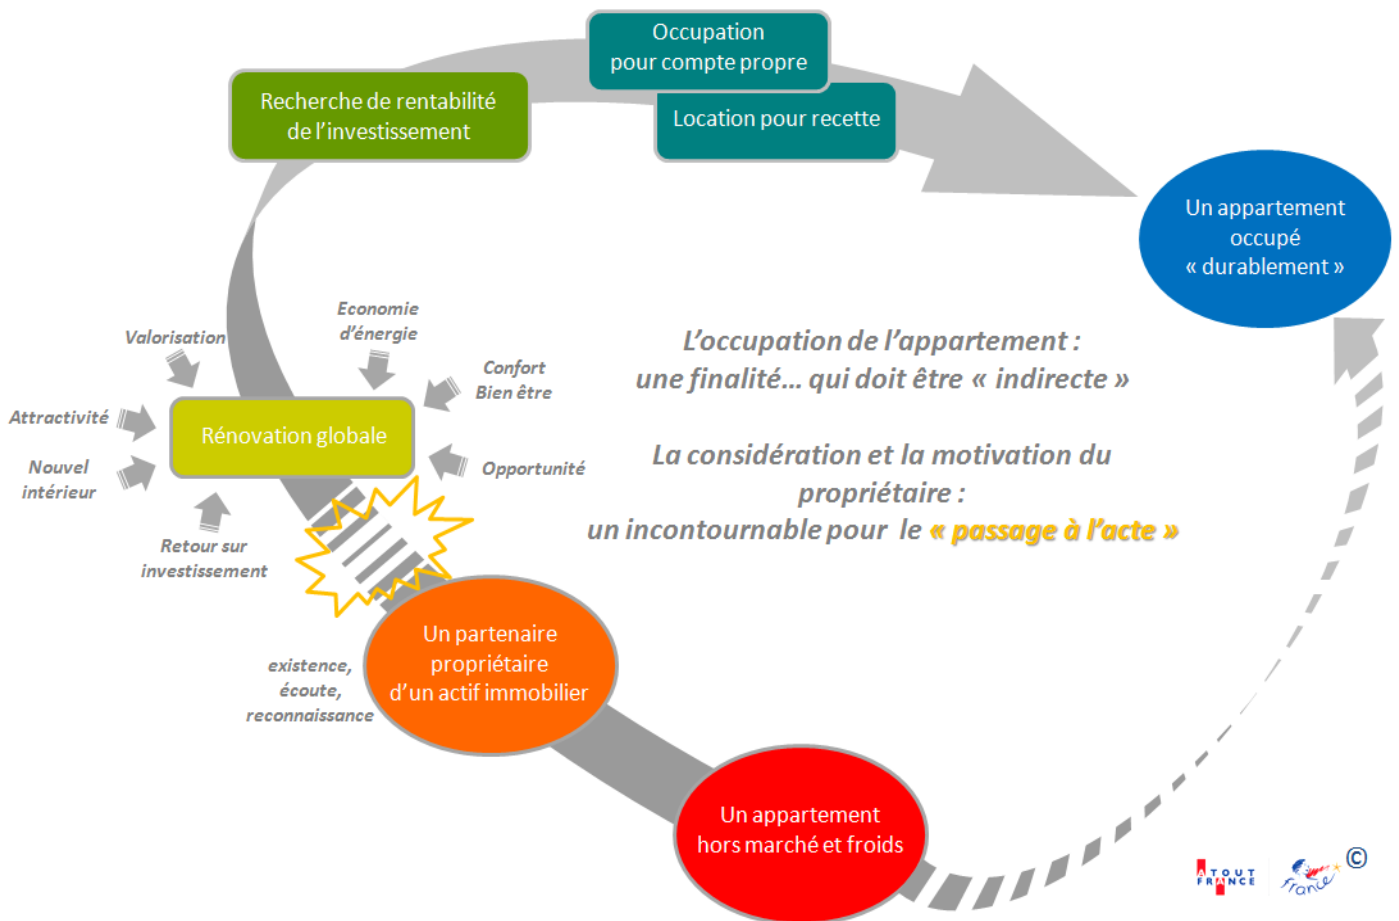 Occupation
pour compte propre
Recherche de rentabilité
de l'investissement
Location pour recette
Un appartement
occupé
« durablement »
Economie
d'énergie
Valorisation
Confort
Bien être
Attractivité
Rénovation globale
Nouvel
intérieur
Opportunité
Retour sur
investissement
L'occupation de l'appartement :
une finalité... qui doit être « indirecte »
La considération et la motivation du
propriétaire :
un incontournable pour le « passage à l'acte »
Un partenaire
propriétaire
d'un actif immobilier
existence,
écoute,
reconnaissance
Un appartement
hors marché et froids
ATOUT
FRANCE
france
©